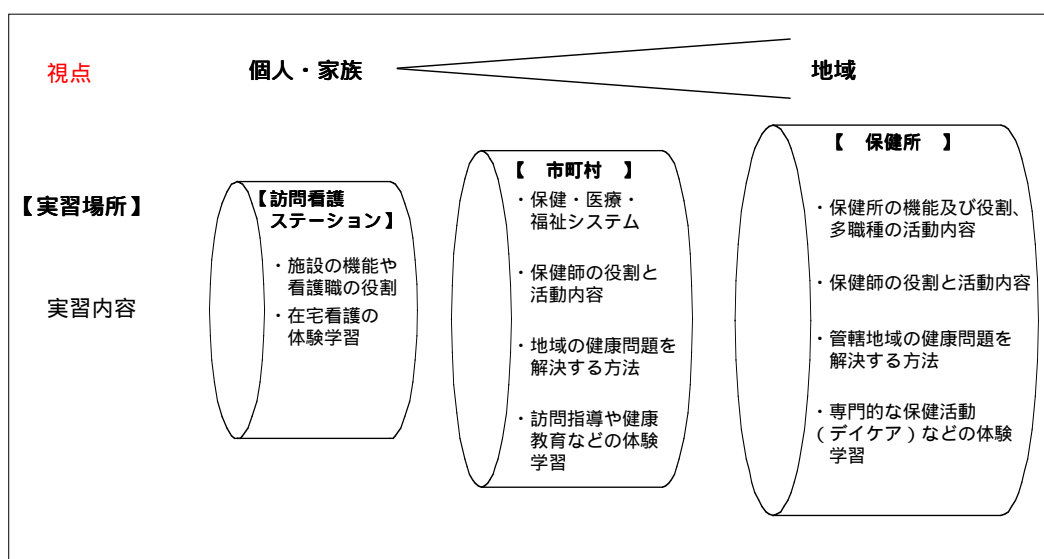 視点
個人・家族
地域
【実習場所】
実習内容
【訪問看護
ステーション】
・施設の機能や
看護職の役割
・在宅看護の
体験学習
【 市町村 】
・保健・医療・
福祉システム
・保健師の役割と
活動内容
・地域の健康問題を
解決する方法
・訪問指導や健康
教育などの体験
学習
【 保健所 】
・保健所の機能及び役割、
多職種の活動内容
・保健師の役割と活動内容
・管轄地域の健康問題を
解決する方法
・専門的な保健活動
(デイケア)などの体験
学習